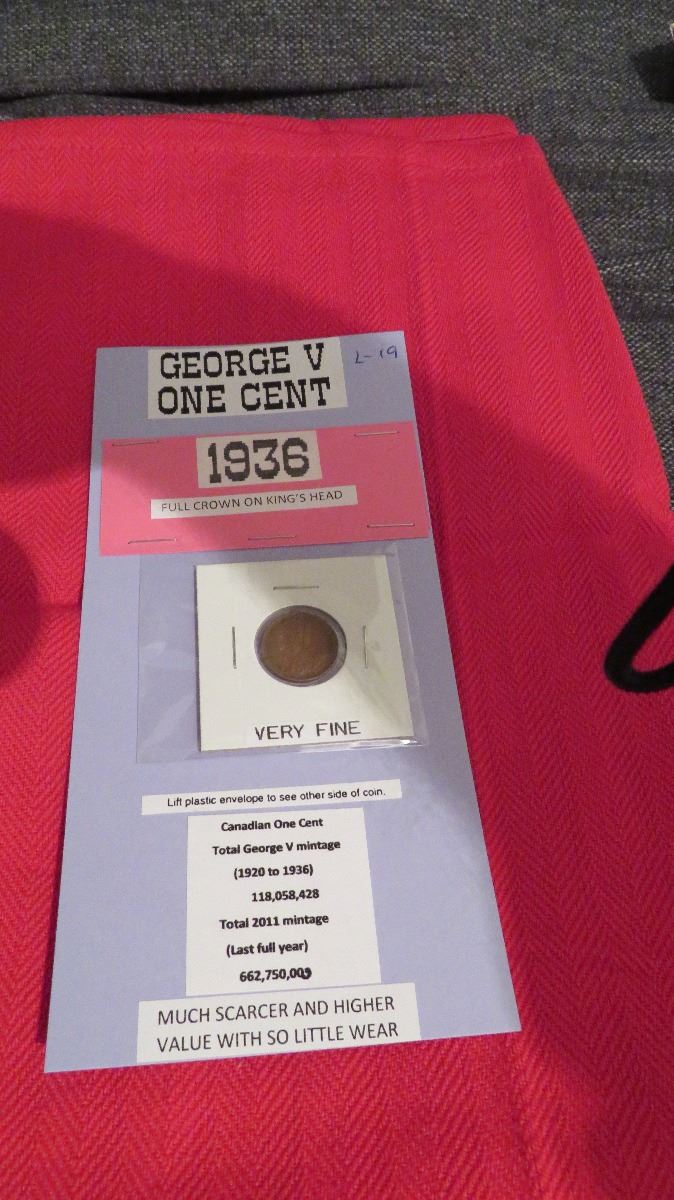 GEORGE V
ONE CENT
L-19
1936
FULL CROWN ON KING'S HEAD
VERY FINE
Lift plastic envelope to see other side of coin.
Canadian One Cent
Total George V mintage
(1920 to 1936)
118,058,428
Total 2011 mintage
(Last full year)
662,750,009
MUCH SCARCER AND HIGHER
VALUE WITH SO LITTLE WEAR